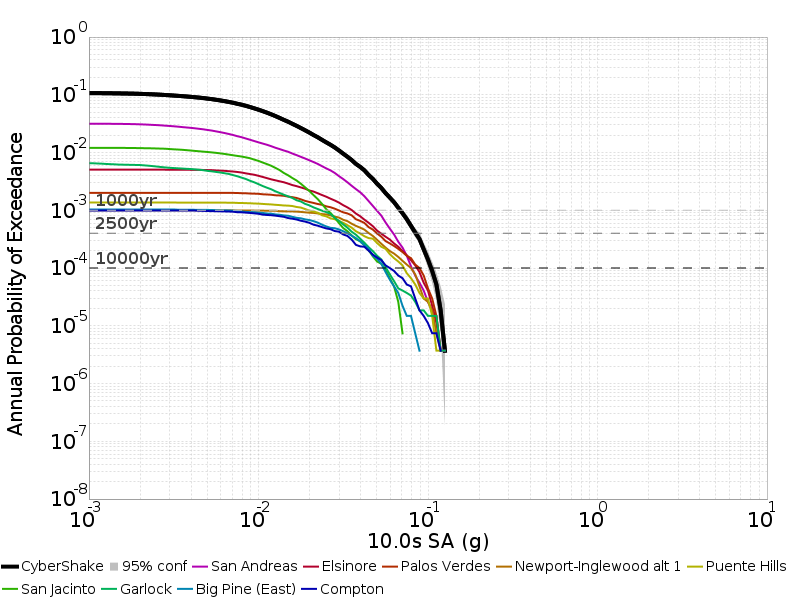 10^0
10^-1
10^-2
10^-3
10^-4
10^-5
10^-6
10^-7
10^-8
Annual Probability of Exceedance
1000yr
2500yr
10000yr
10^-3 10^-2 10^-1 10^0 10^1
10.0s SA (g)
CyberShake 95% conf San Andreas Elsinore Palos Verdes Newport-Inglewood alt 1 Puente Hills
San Jacinto Garlock Big Pine (East) Compton